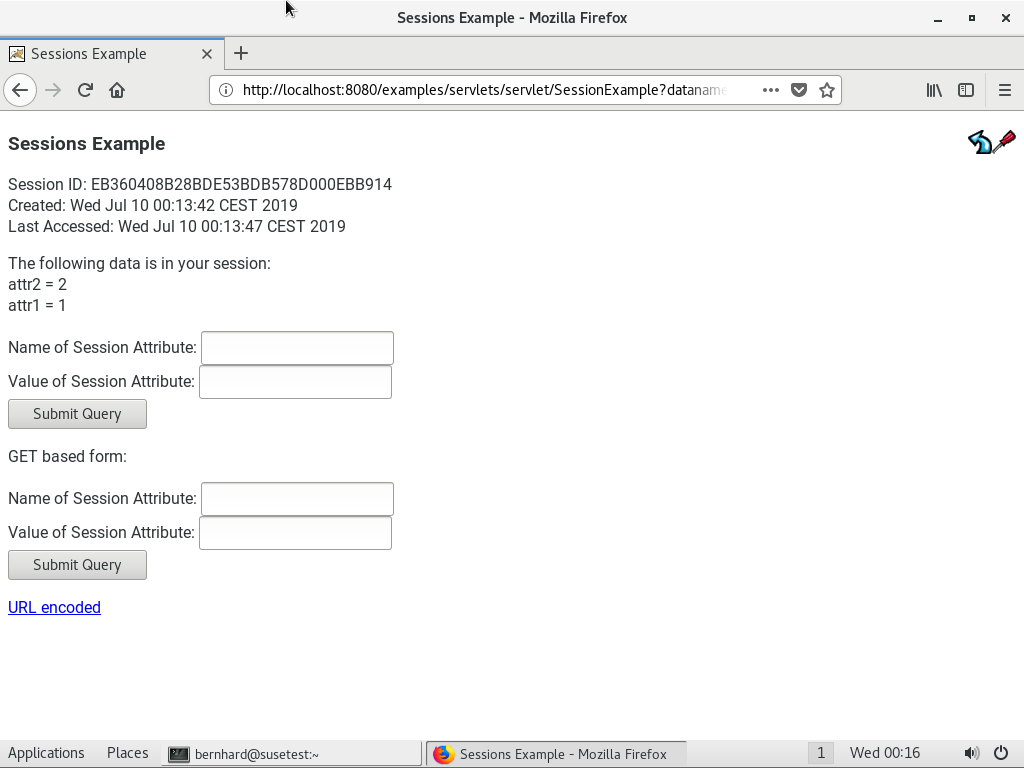 Sessions Example - Mozilla Firefox
Sessions Example
http://localhost:8080/examples/servlets/servlet/SessionExample?dataname
Sessions Example
Session ID: EB360408B28BDE53BDB578D000EBB914
Created: Wed Jul 10 00:13:42 CEST 2019
Last Accessed: Wed Jul 10 00:13:47 CEST 2019
The following data is in your session:
attr2 = 2
attr1 = 1
Name of Session Attribute:
Value of Session Attribute:
Submit Query
GET based form:
Name of Session Attribute:
Value of Session Attribute:
Submit Query
URL encoded
Applications Places bernhard@susetest:~ Sessions Example - Mozilla Firefox 1 Wed 00:16